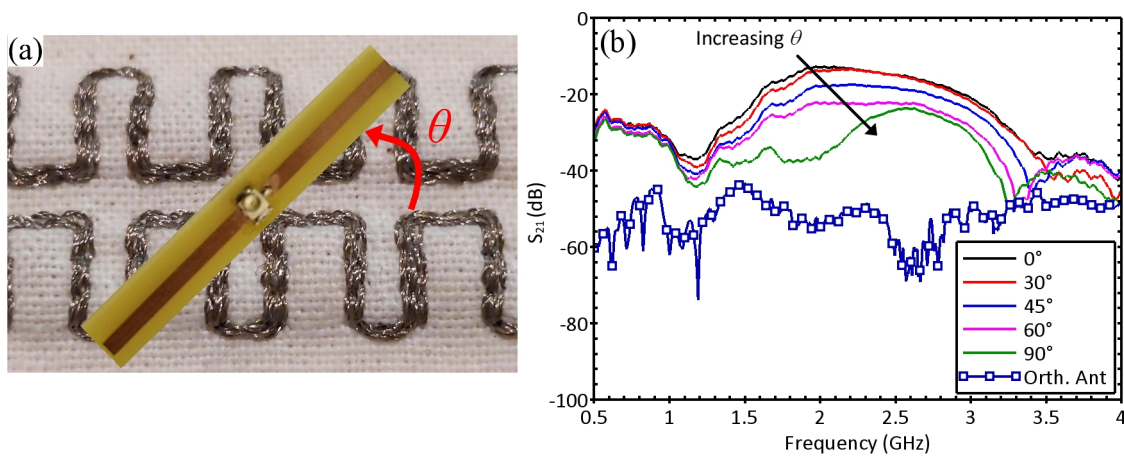 (a)
θ
(b)
Increasing θ
S21 (dB)
0
-20
-40
-60
-80
-100
0.5
1
1.5
2
2.5
3
3.5
4
Frequency (GHz)
0°
30°
45°
60°
90°
Orth. Ant